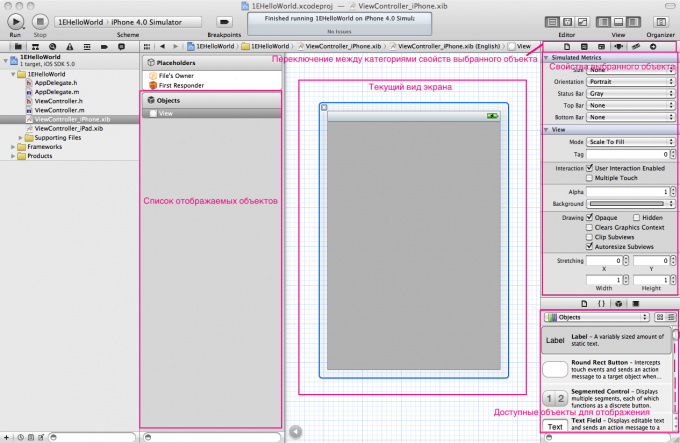 1EHelloWorld.xcodeproj — ViewController_iPhone.xib
Run
Stop
1EHelloWorld
iPhone 4.0 Simulator
Scheme
Breakpoints
Finished running 1EHelloWorld on iPhone 4.0 Simula
No Issues
Editor
View
Organizer
1EHelloWorld
1 target, iOS SDK 5.0
1EHelloWorld
AppDelegate.h
AppDelegate.m
ViewController.h
ViewController.m
ViewController_iPhone.xib
ViewController_iPad.xib
Supporting Files
Frameworks
Products
1EHelloWorld
1EHelloWorld
ViewController_iPhone.xib
ViewController_iPhone.xib (English)
View
Placeholders
File's Owner
First Responder
Objects
View
Список отображаемых объектов
Переключение между категориями свойств выбранного объекта
Текущий вид экрана
Simulated Metrics
Свойства выбранного объекта
Size None
Orientation Portrait
Status Bar Gray
Top Bar None
Bottom Bar None
View
Mode Scale To Fill
Tag 0
Interaction User Interaction Enabled
Multiple Touch
Alpha 1
Background
Drawing Opaque Hidden
Clears Graphics Context
Clip Subviews
Autoresize Subviews
Stretching 0 0
X Y
1 1
Width Height
Objects
Label
Label – A variably sized amount of
static text.
Round Rect Button – Intercepts
touch events and sends an action
message to a target object when...
1 2
Segmented Control – Displays
multiple segments, each of which
functions as a discrete button.
Доступные объекты для отображения
Text
Text Field – Displays editable text
and sends an action message to a